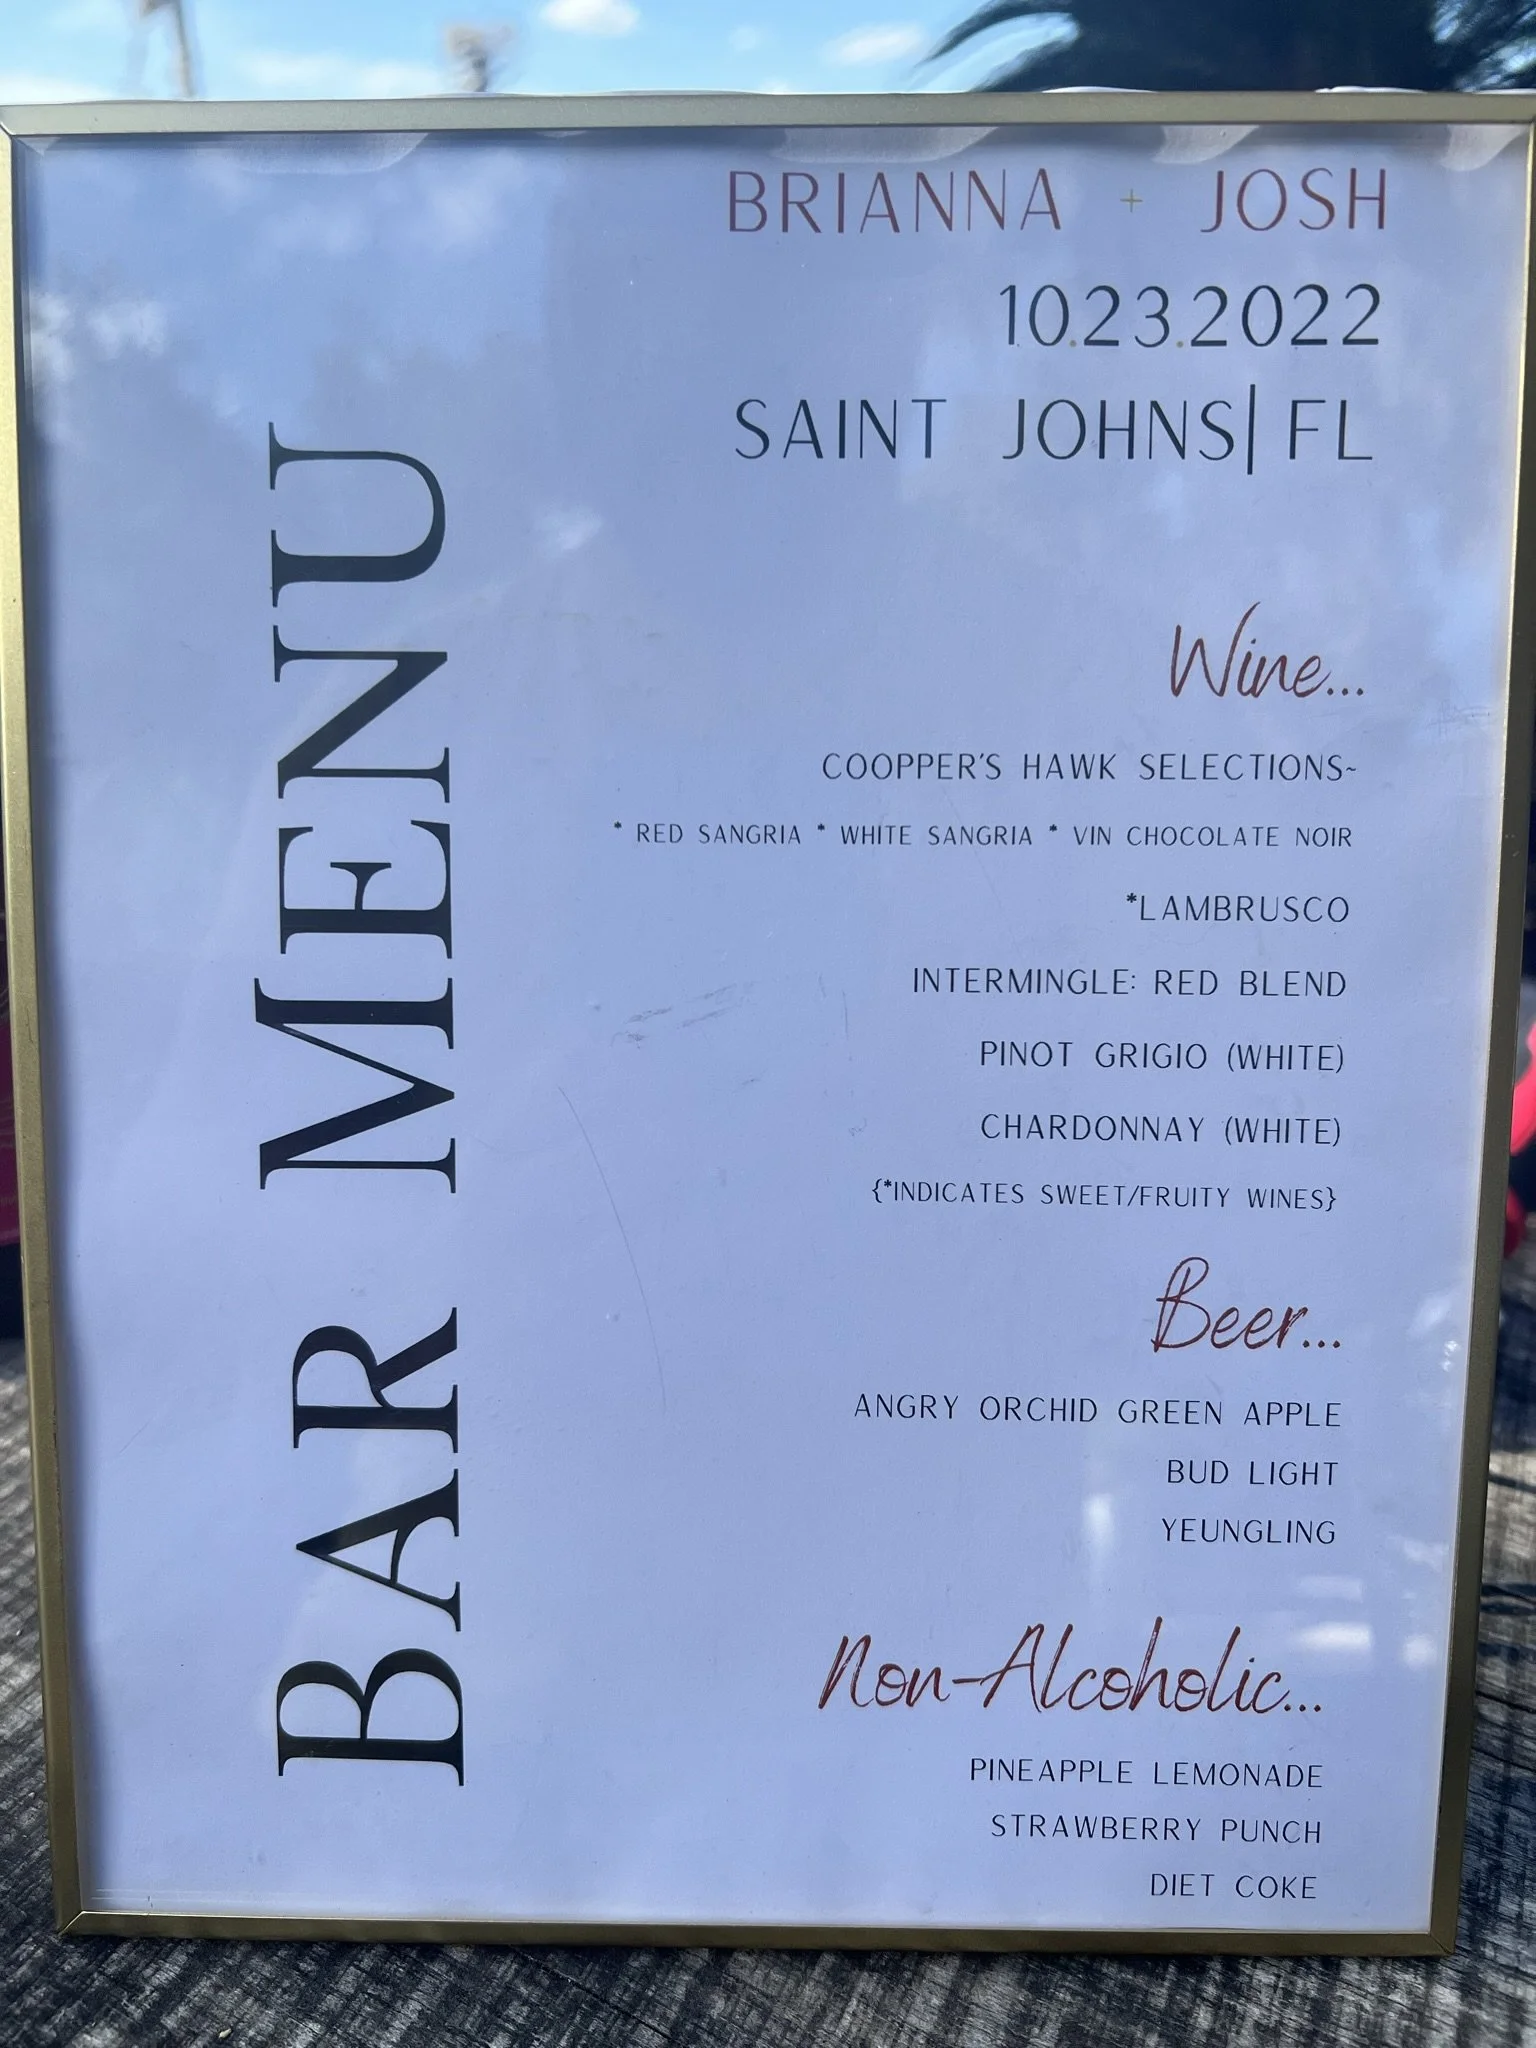 BAR MENU
BRIANNA + JOSH
10.23.2022
SAINT JOHNS| FL
Wine...
COOPPER'S HAWK SELECTIONS~
* RED SANGRIA * WHITE SANGRIA * VIN CHOCOLATE NOIR
*LAMBRUSCO
INTERMINGLE: RED BLEND
PINOT GRIGIO (WHITE)
CHARDONNAY (WHITE)
{*INDICATES SWEET/FRUITY WINES}
Beer...
ANGRY ORCHID GREEN APPLE
BUD LIGHT
YEUNGLING
Non-Alcoholic...
PINEAPPLE LEMONADE
STRAWBERRY PUNCH
DIET COKE